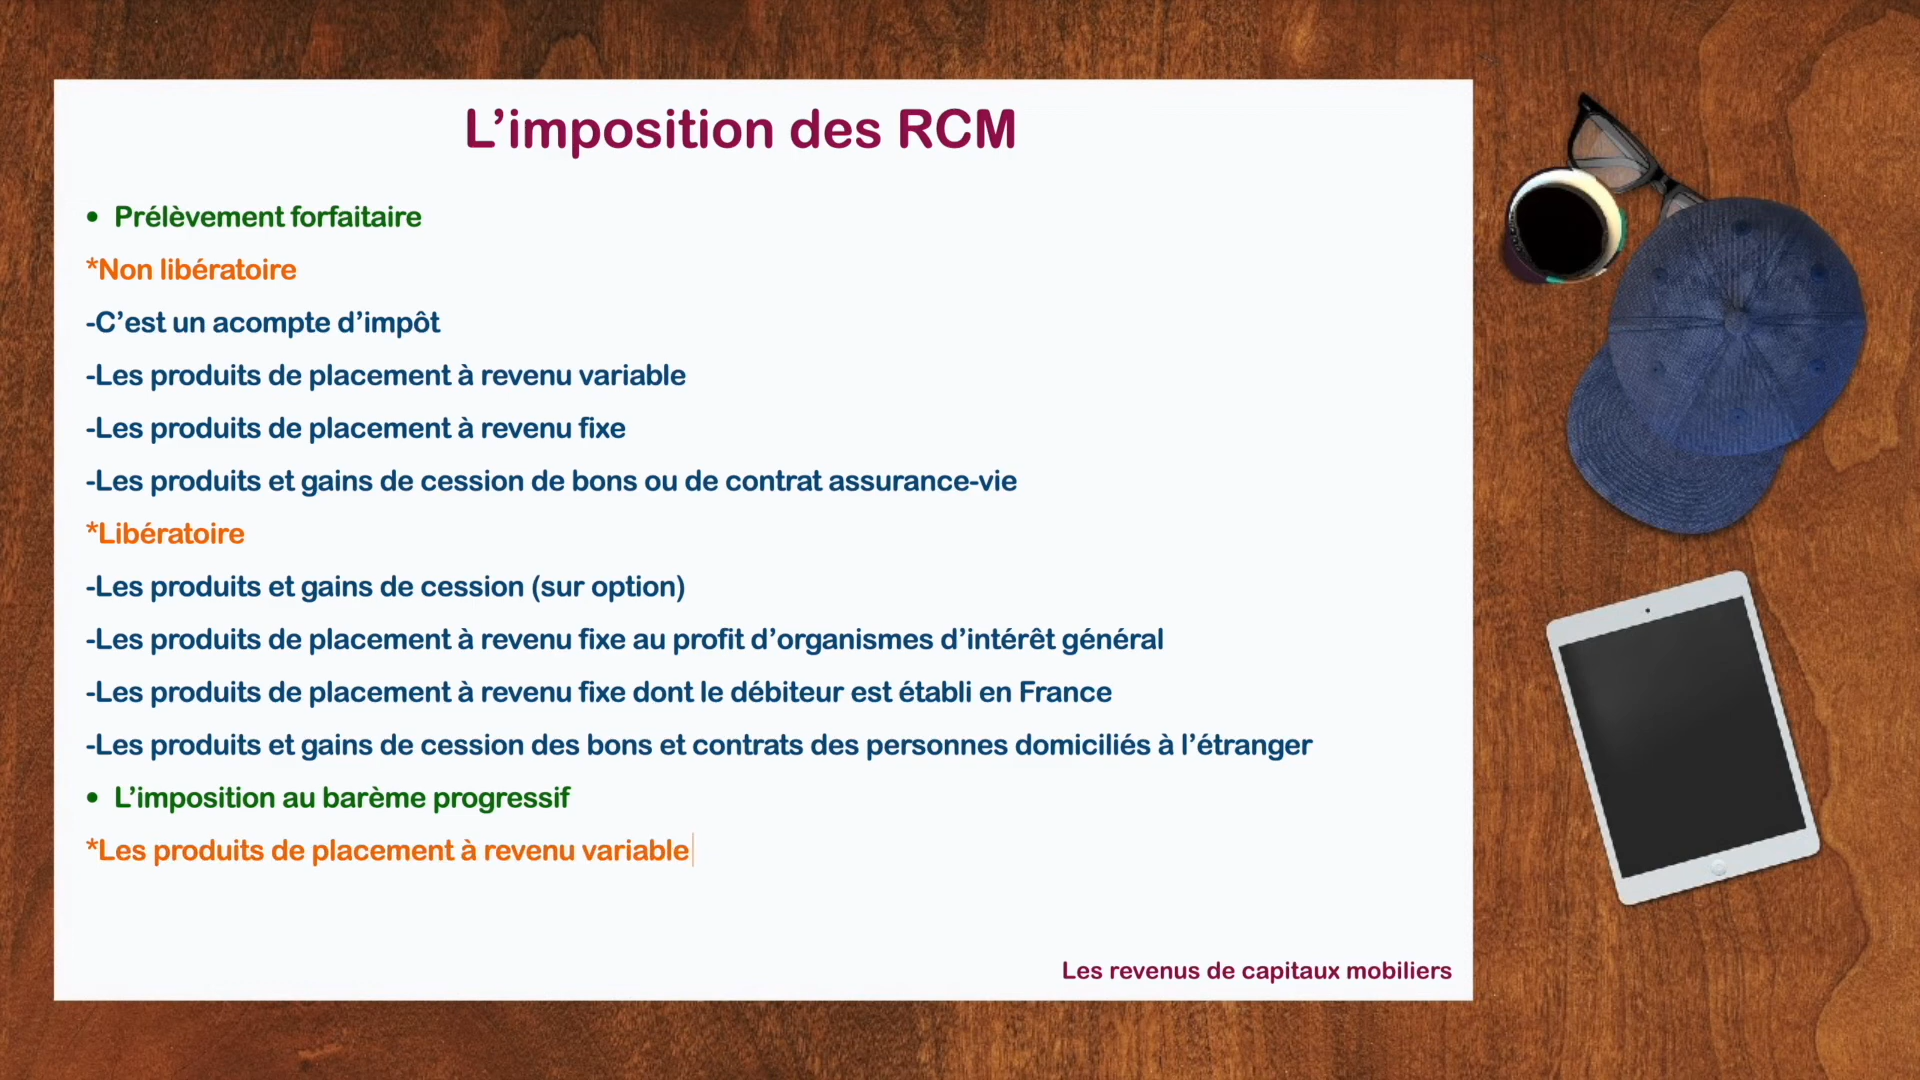 L’imposition des RCM
• Prélèvement forfaitaire
*Non libératoire
-C’est un acompte d’impôt
-Les produits de placement à revenu variable
-Les produits de placement à revenu fixe
-Les produits et gains de cession de bons ou de contrat assurance-vie
*Libératoire
-Les produits et gains de cession (sur option)
-Les produits de placement à revenu fixe au profit d’organismes d’intérêt général
-Les produits de placement à revenu fixe dont le débiteur est établi en France
-Les produits et gains de cession des bons et contrats des personnes domiciliés à l’étranger
• L’imposition au barème progressif
*Les produits de placement à revenu variable
Les revenus de capitaux mobiliers